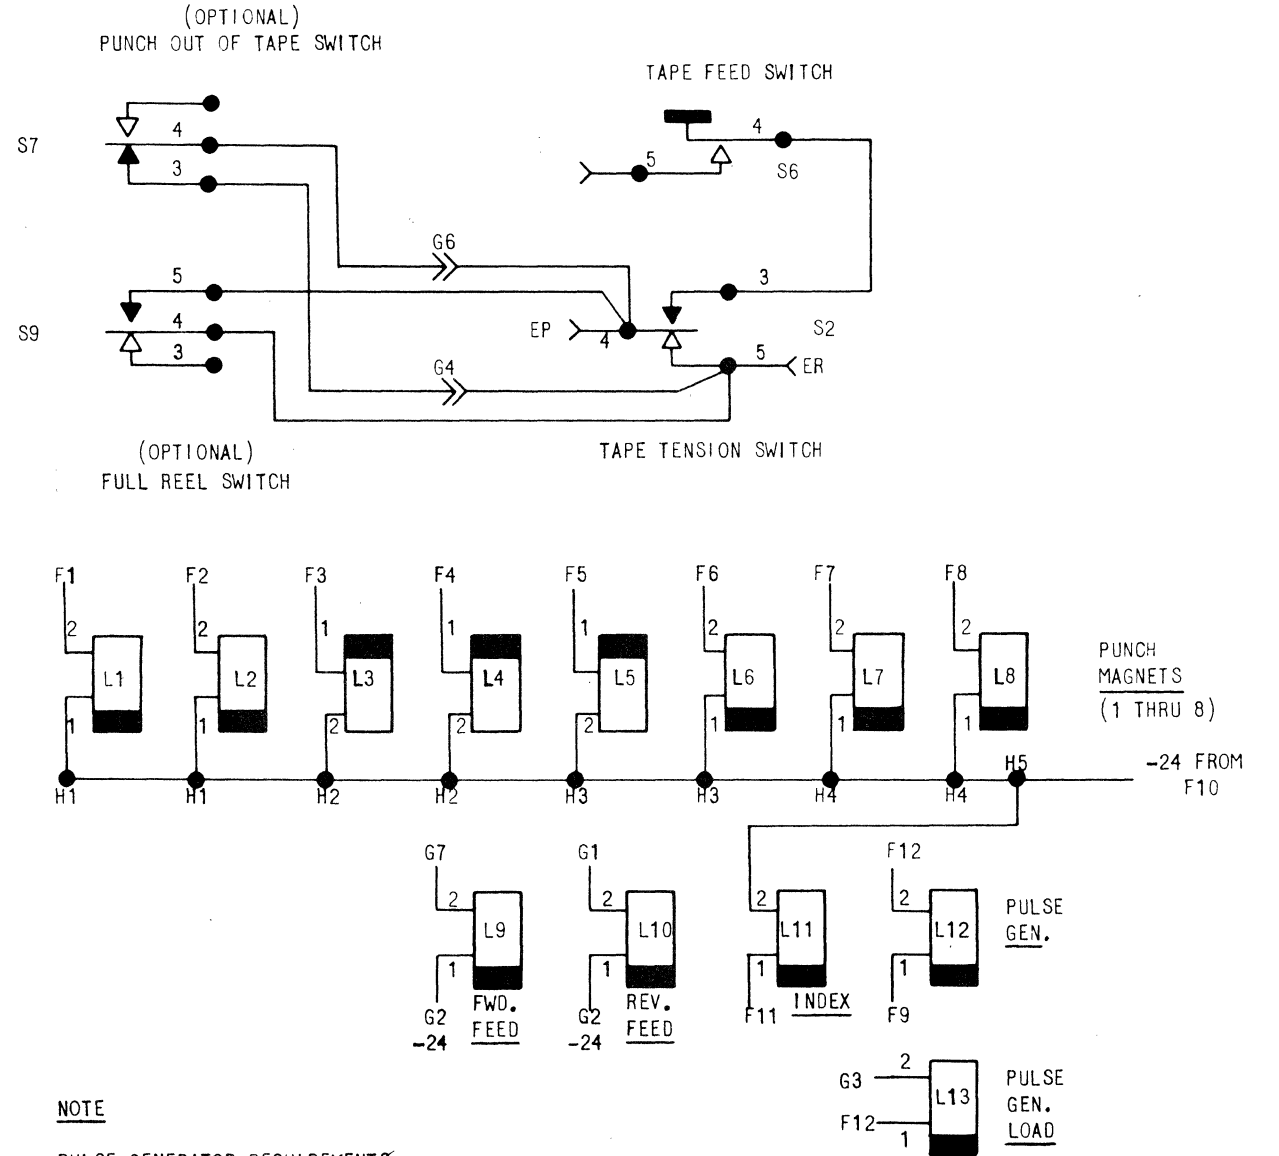 (OPTIONAL)
PUNCH OUT OF TAPE SWITCH
TAPE FEED SWITCH
S7
4
3
4
5
S6
G6
5
4
3
S9
EP
4
3
S2
5
ER
G4
(OPTIONAL)
FULL REEL SWITCH
TAPE TENSION SWITCH
F1 F2 F3 F4 F5 F6 F7 F8
2 2 1 1 1 2 2 2
L1 L2 L3 L4 L5 L6 L7 L8
1 1 2 2 2 1 1 1
PUNCH
MAGNETS
(1 THRU 8)
H1 H1 H2 H2 H3 H3 H4 H4 H5
-24 FROM
F10
G7 G1 F12
2 2 2 2
L9 L10 L11 L12
1 1 1 1
PULSE
GEN.
G2
-24
FWD.
FEED
G2
-24
REV.
FEED
F11
INDEX
F9
G3
2
L13
F12
1
PULSE
GEN.
LOAD
NOTE
PULSE GENERATOR REQUIREMENTS